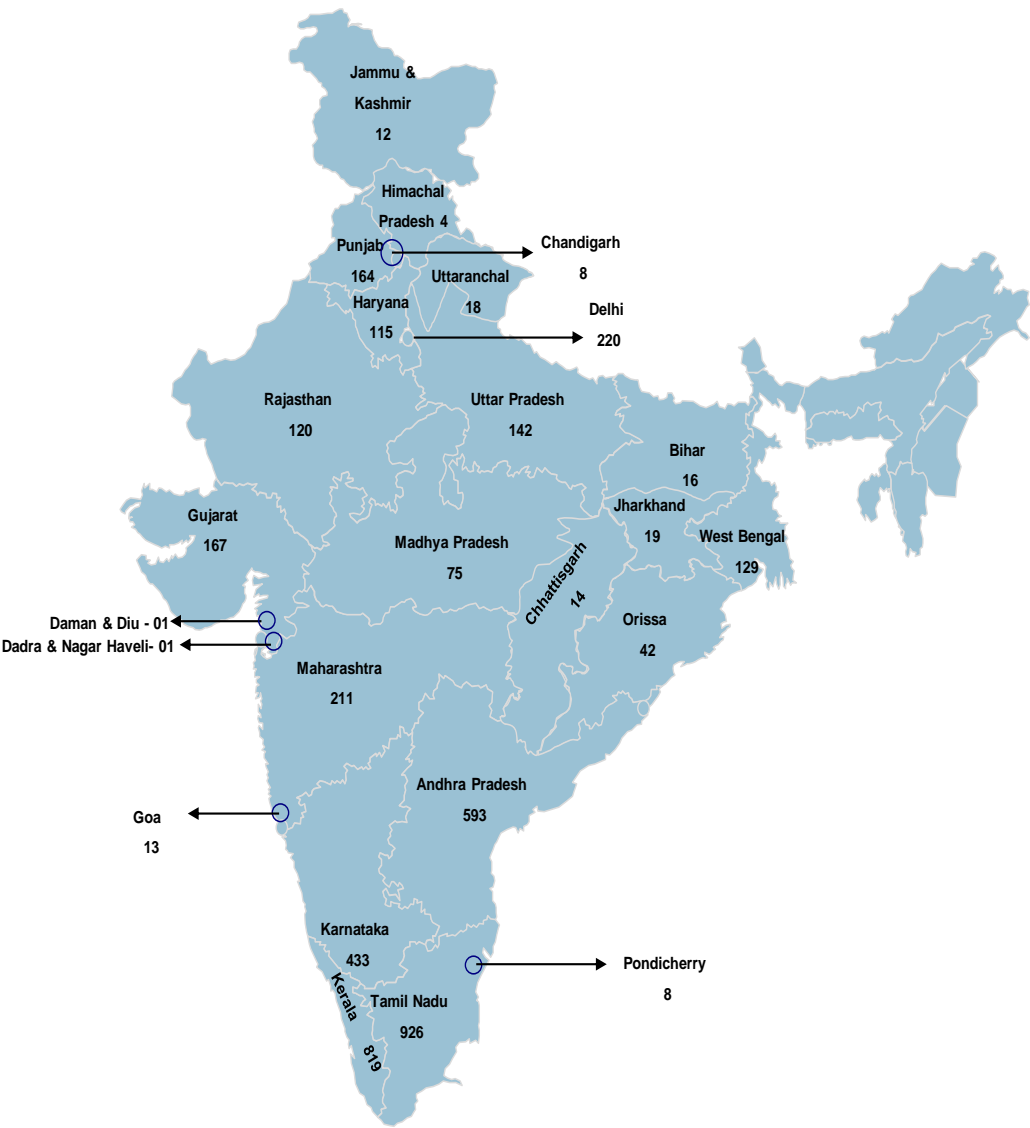 Jammu &
Kashmir
12
Himachal
Pradesh 4
Chandigarh
8
Punjab
164
Uttaranchal
18
Haryana
115
Delhi
220
Rajasthan
120
Uttar Pradesh
142
Bihar
16
Gujarat
167
Jharkhand
19
West Bengal
129
Madhya Pradesh
75
Chhattisgarh
14
Orissa
42
Daman & Diu - 01
Dadra & Nagar Haveli- 01
Maharashtra
211
Andhra Pradesh
593
Goa
13
Karnataka
433
Pondicherry
8
Kerala
819
Tamil Nadu
926